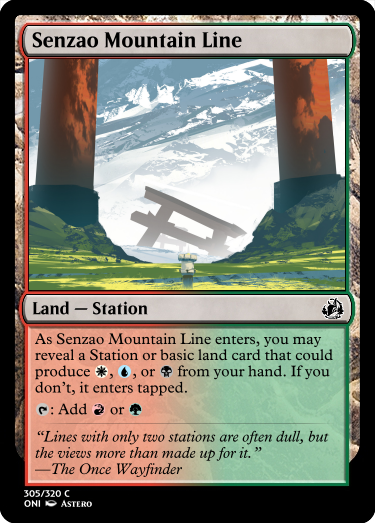 Senzao Mountain Line
Land — Station
As Senzao Mountain Line enters, you may
reveal a Station or basic land card that could
produce , , or from your hand. If you
don't, it enters tapped.
: Add or
“Lines with only two stations are often dull, but
the views more than made up for it.”
—The Once Wayfinder
305/320 C
ONI Astero